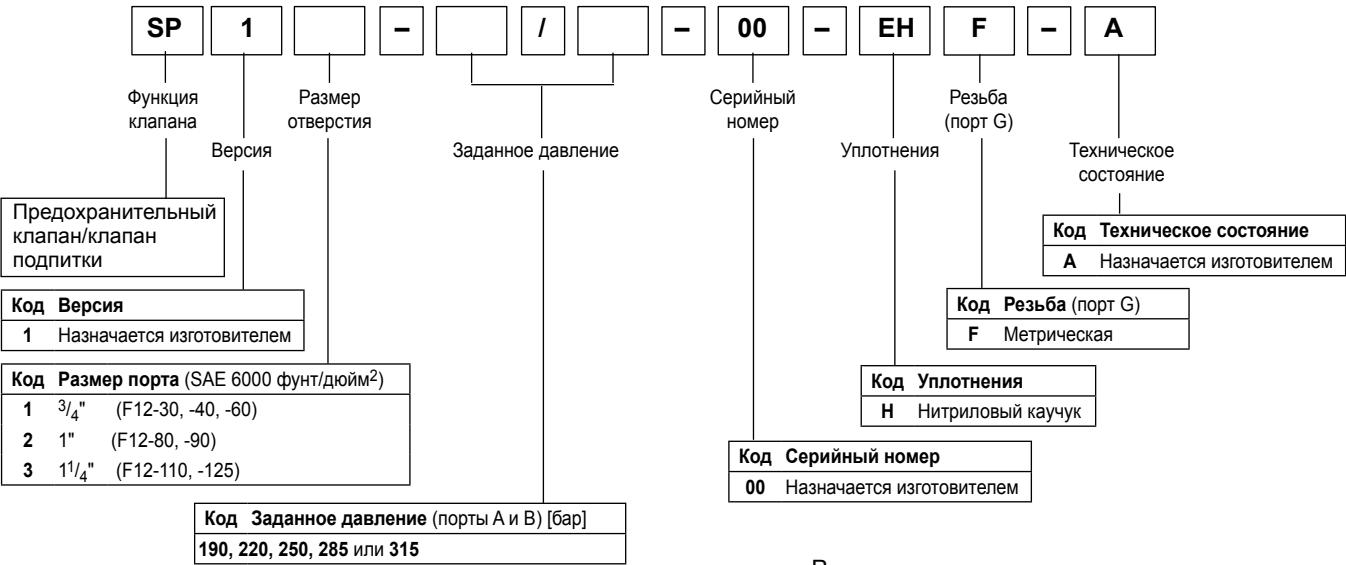 SP 1 – / – 00 – EH F – A
Функция
клапана
Размер
отверстия
Серийный
номер
Резьба
(порт G)
Версия
Заданное давление
Уплотнения
Техническое
состояние
Предохранительный
клапан/клапан
подпитки
Код Техническое состояние
A Назначается изготовителем
Код Версия
1 Назначается изготовителем
Код Резьба (порт G)
F Метрическая
Код Размер порта (SAE 6000 фунт/дюйм2)
1 3/4" (F12-30, -40, -60)
2 1" (F12-80, -90)
3 11/4" (F12-110, -125)
Код Уплотнения
H Нитриловый каучук
Код Серийный номер
00 Назначается изготовителем
Код Заданное давление (порты A и B) [бар]
190, 220, 250, 285 или 315